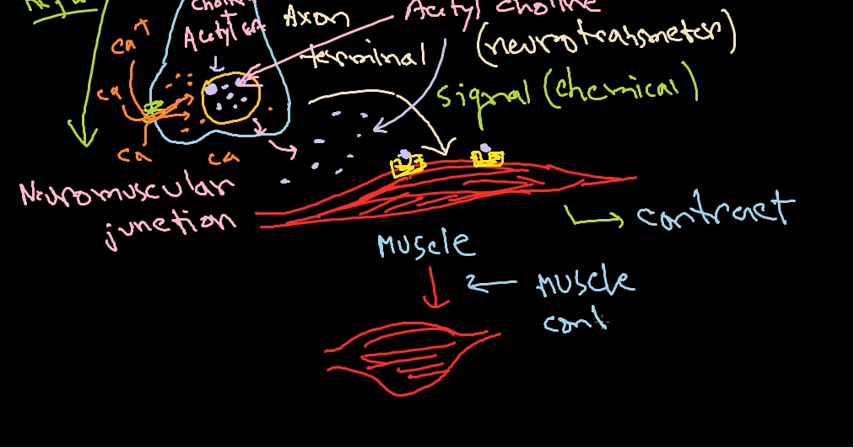 Axon
terminal
Acetyl choline
(neurotransmeter)
signal (chemical)
ca+
ca
ca
ca
Neuromuscular
junction
Muscle
contract
Muscle
cont